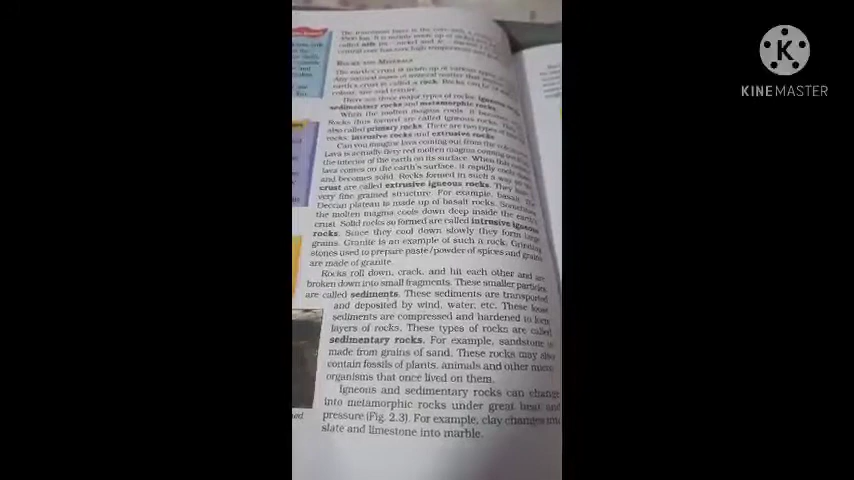 KINEMASTER
ROCKS AND MINERALS
The earth's crust is made up of various types of
Any natural mass of mineral matter that makes up
earth's crust is called a rock. Rocks can be of
colour, size and texture.
There are three major types of rocks: igneous
sedimentary rocks and metamorphic rocks.
When the molten magma cools, it becomes
Rocks thus formed are called igneous rocks. They
also called primary rocks. There are two types of
rocks: intrusive rocks and extrusive rocks.
Can you imagine lava coming out from the
Lava is actually fiery red molten magma coming out
the interior of the earth on its surface. When this
lava comes on the earth's surface, it rapidly cools
and becomes solid. Rocks formed in such a way
crust are called extrusive igneous rocks. They have
very fine grained structure. For example, basalt. The
Deccan plateau is made up of basalt rocks. Sometimes
the molten magma cools down deep inside the earth's
crust. Solid rocks so formed are called intrusive igneous
rocks. Since they cool down slowly they form large
grains. Granite is an example of such a rock. Grinding
stones used to prepare paste/powder of spices and grains
are made of granite.
Rocks roll down, crack, and hit each other and are
broken down into small fragments. These smaller particles
are called sediments. These sediments are transported
and deposited by wind, water, etc. These loose
sediments are compressed and hardened to form
layers of rocks. These types of rocks are called
sedimentary rocks. For example, sandstone is
made from grains of sand. These rocks may also
contain fossils of plants, animals and other micro
organisms that once lived on them.
Igneous and sedimentary rocks can change
into metamorphic rocks under great heat and
pressure (Fig. 2.3). For example, clay changes into
slate and limestone into marble.